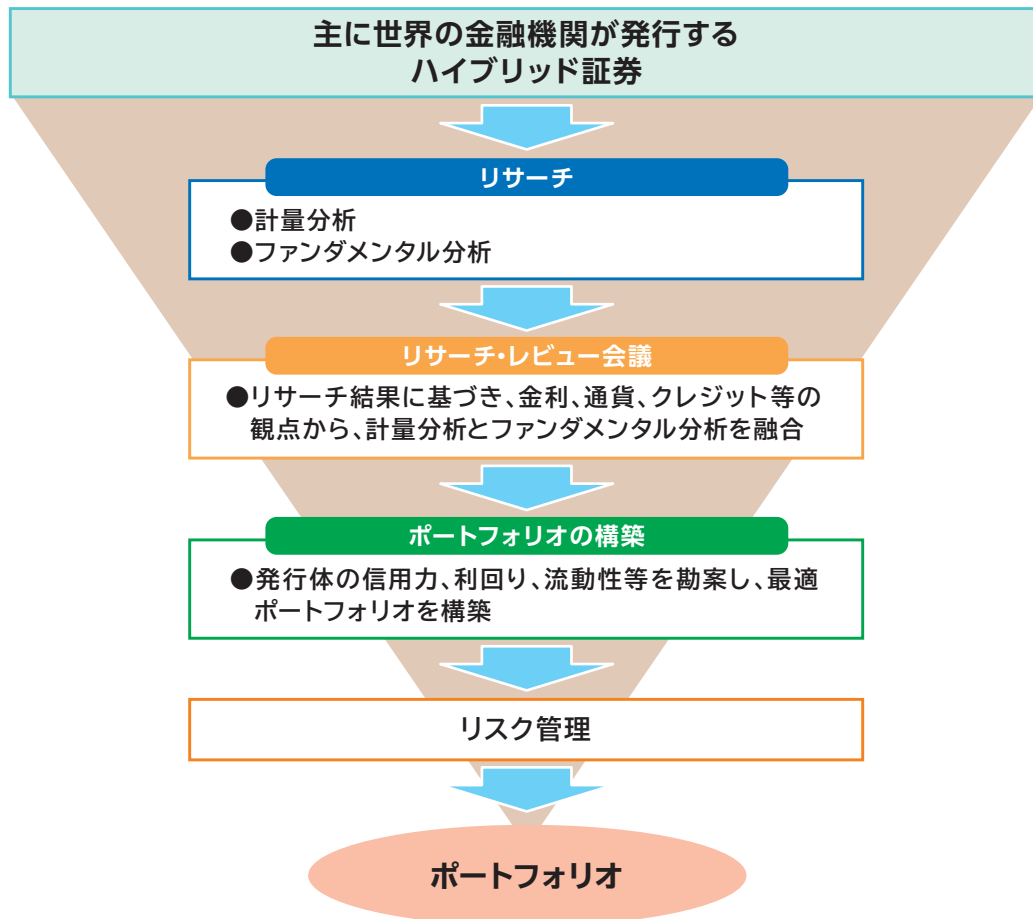 主に世界の金融機関が発行する
ハイブリッド証券
リサーチ
●計量分析
●ファンダメンタル分析
リサーチ・レビュー会議
●リサーチ結果に基づき、金利、通貨、クレジット等の
観点から、計量分析とファンダメンタル分析を融合
ポートフォリオの構築
●発行体の信用力、利回り、流動性等を勘案し、最適
ポートフォリオを構築
リスク管理
ポートフォリオ